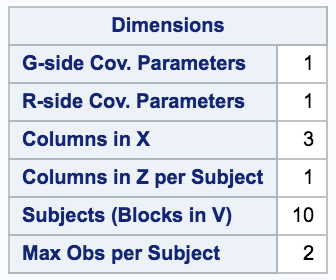 Dimensions
G-side Cov. Parameters 1
R-side Cov. Parameters 1
Columns in X 3
Columns in Z per Subject 1
Subjects (Blocks in V) 10
Max Obs per Subject 2